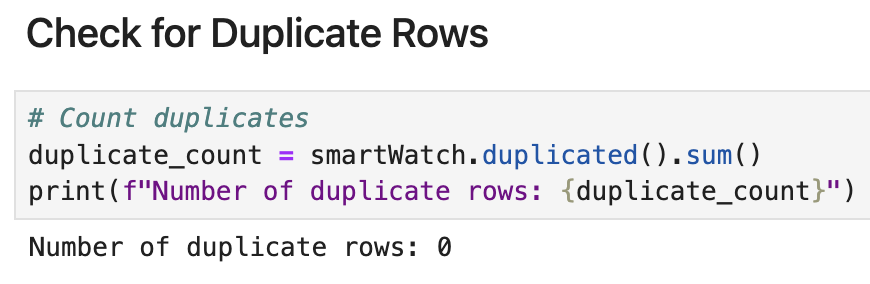 Check for Duplicate Rows
# Count duplicates
duplicate_count = smartWatch.duplicated().sum()
print(f"Number of duplicate rows: {duplicate_count}")
Number of duplicate rows: 0